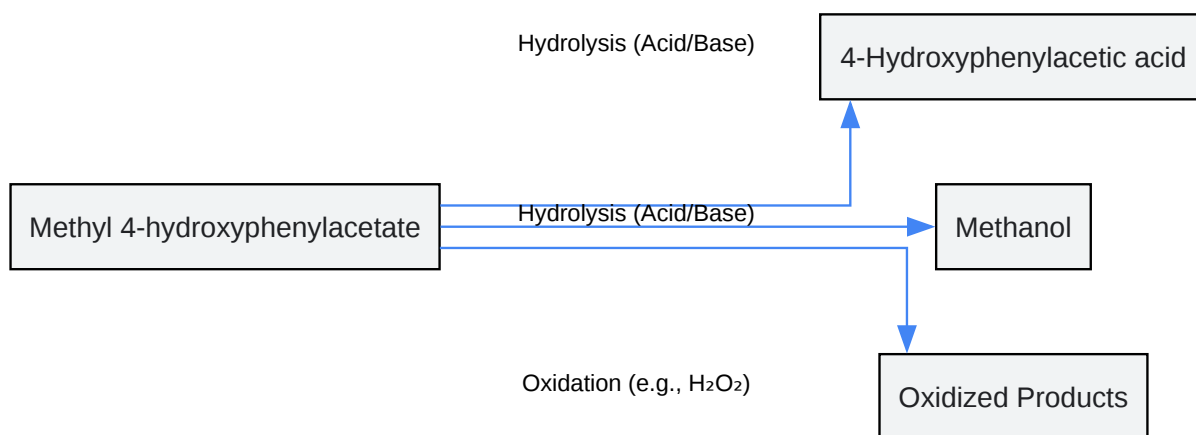 Hydrolysis (Acid/Base)
4-Hydroxyphenylacetic acid
Methyl 4-hydroxyphenylacetate
Hydrolysis (Acid/Base)
Methanol
Oxidation (e.g., H₂O₂)
Oxidized Products